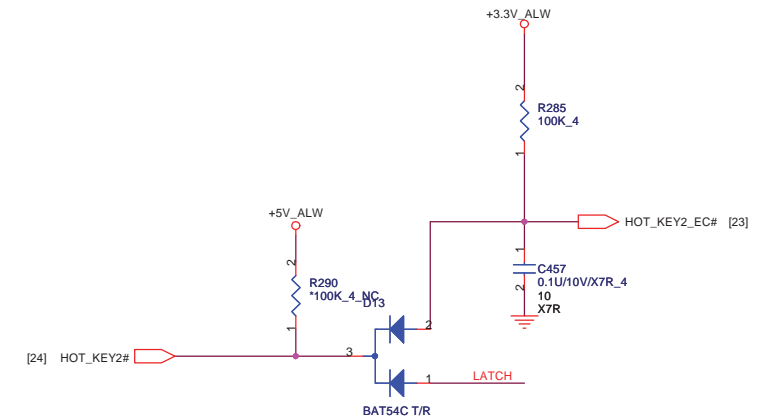 +3.3V_ALW
2
R285
100K_4
1
+5V_ALW
HOT_KEY2_EC# [23]
1
2
C457
0.1U/10V/X7R_4
10
X7R
2
R290
*100K_4_NC
D13
1
2
[24] HOT_KEY2#
3
1
LATCH
BAT54C T/R